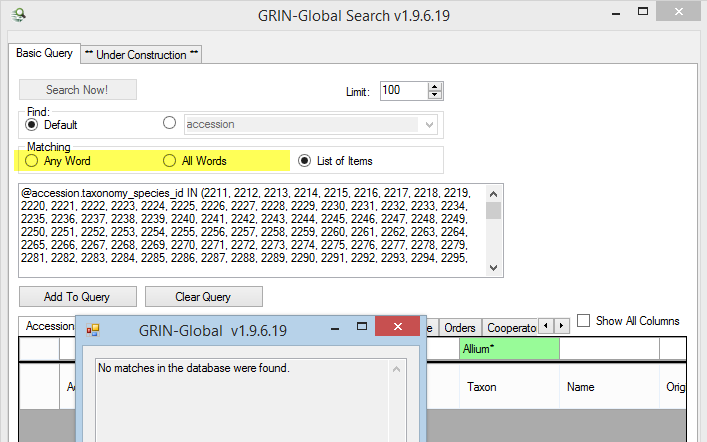 GRIN-Global Search v1.9.6.19
Basic Query ** Under Construction **
Search Now! Limit: 100
Find:
Default accession
Matching
Any Word All Words List of Items
@accession.taxonomy_species_id IN (2211, 2212, 2213, 2214, 2215, 2216, 2217, 2218, 2219,
2220, 2221, 2222, 2223, 2224, 2225, 2226, 2227, 2228, 2229, 2230, 2231, 2232, 2233, 2234,
2235, 2236, 2237, 2238, 2239, 2240, 2241, 2242, 2243, 2244, 2245, 2246, 2247, 2248, 2249,
2250, 2251, 2252, 2253, 2254, 2255, 2256, 2257, 2258, 2259, 2260, 2261, 2262, 2263, 2264,
2265, 2266, 2267, 2268, 2270, 2271, 2272, 2273, 2274, 2275, 2276, 2277, 2278, 2279, 2280,
2281, 2282, 2283, 2284, 2285, 2286, 2287, 2288, 2289, 2290, 2291, 2292, 2293, 2294, 2295,
Add To Query Clear Query
Accession Orders Cooperato Show All Columns
GRIN-Global v1.9.6.19
Allium*
No matches in the database were found.
Taxon Name Orig